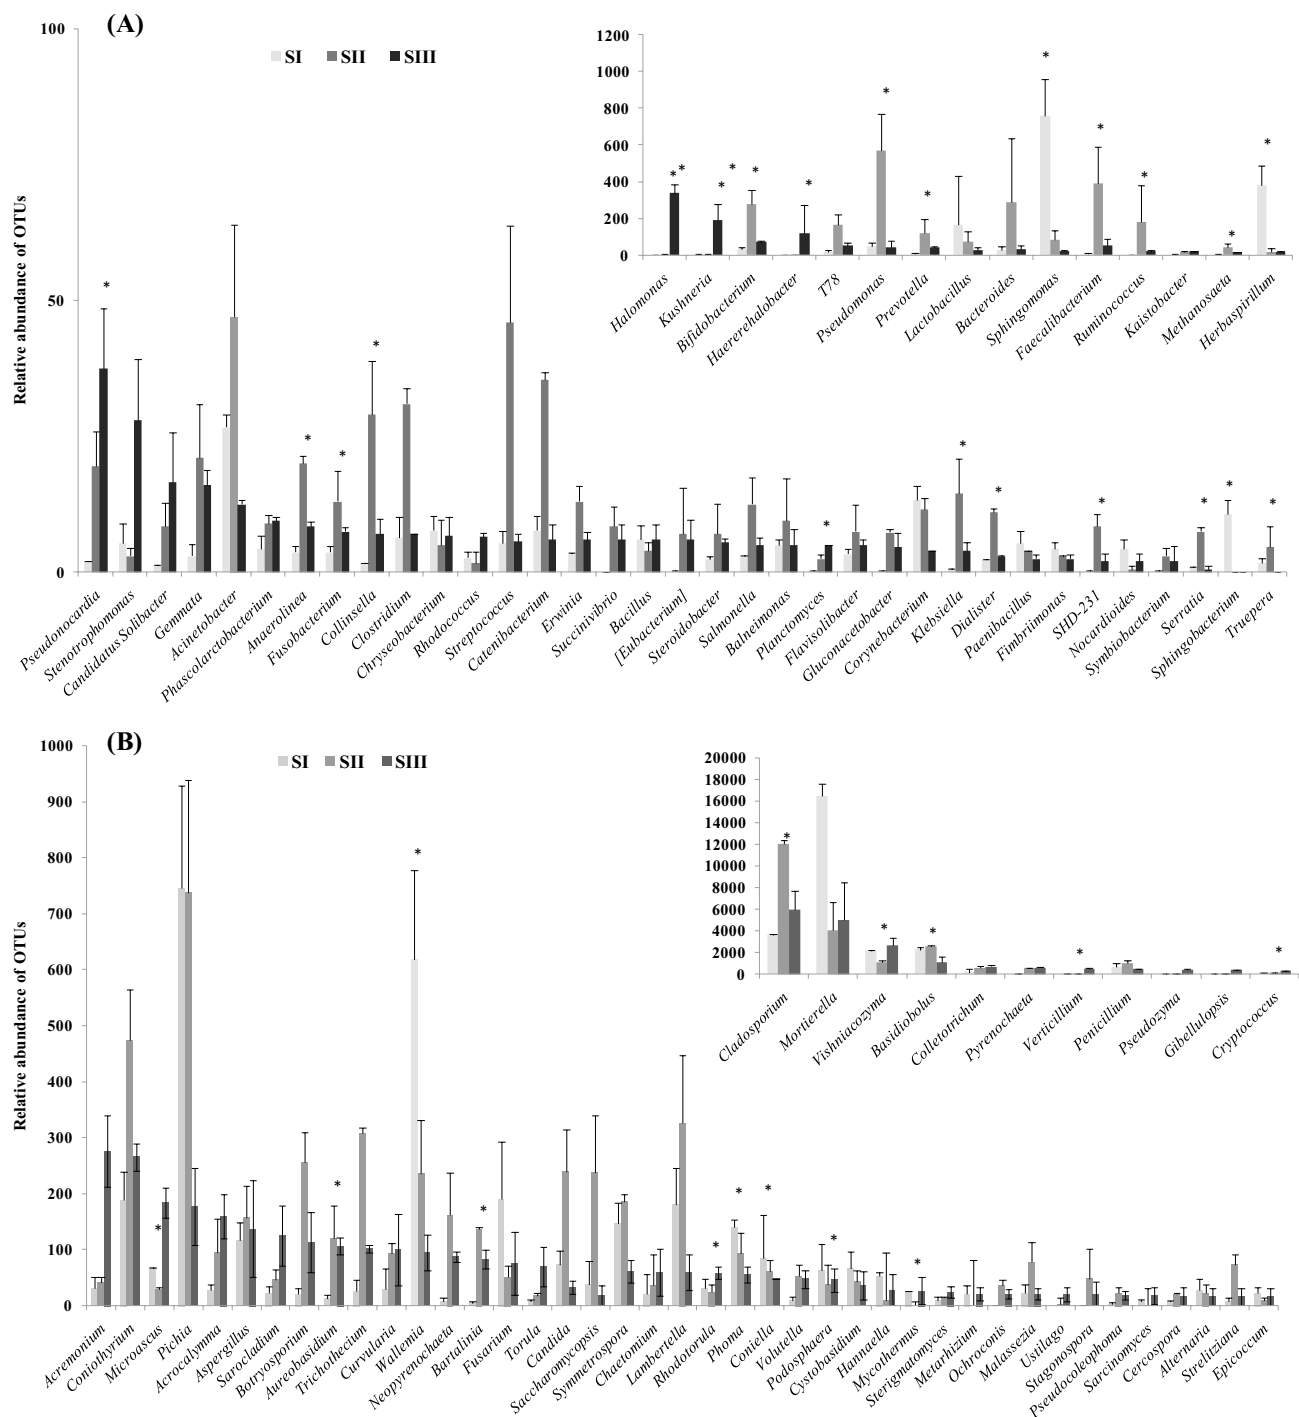 (A)
100
50
0
Relative abundance of OTUs
SI SII SIII
Pseudonocardia
Stenotrophomonas
CandidatusSolibacter
Gemmata
Acinetobacter
Phascolarctobacterium
Anaerolinea
Fusobacterium
Collinsella
Clostridium
Chryseobacterium
Rhodococcus
Streptococcus
Catenibacterium
Erwinia
Succinivibrio
Bacillus
[Eubacterium]
Steroidobacter
Salmonella
Balneimonas
Planctomyces
Flavisolibacter
Gluconacetobacter
Corynebacterium
Klebsiella
Dialister
Paenibacillus
Fimbriimonas
SHD-231
Nocardioides
Symbiobacterium
Serratia
Sphingobacterium
Truepera
* * * * * * * * * * *
1200
1000
800
600
400
200
0
* * * * * * * * * * * * *
Halomonas
Kushneria
Bifidobacterium
Haererehalobacter
T78
Pseudomonas
Prevotella
Lactobacillus
Bacteroides
Sphingomonas
Faecalibacterium
Ruminococcus
Kaistobacter
Methanosaeta
Herbaspirillum
(B)
1000
900
800
700
600
500
400
300
200
100
0
Relative abundance of OTUs
SI SII SIII
* * * * * * * * *
Acremonium
Coniothyrium
Microascus
Pichia
Acrocalymma
Aspergillus
Sarocladium
Botryosporium
Aureobasidium
Trichothecium
Curvularia
Wallemia
Neopyrenochaeta
Bartalinia
Fusarium
Torula
Candida
Saccharomycopsis
Symmetrospora
Chaetomium
Lambertella
Rhodotorula
Phoma
Coniella
Volutella
Podosphaera
Cystobasidium
Hannaella
Mycothermus
Sterigmatomyces
Metarhizium
Ochroconis
Malassezia
Ustilago
Stagonospora
Pseudocoleophoma
Sarcinomyces
Cercospora
Alternaria
Strelitziana
Epicoccum
20000
18000
16000
14000
12000
10000
8000
6000
4000
2000
0
* * * * *
Cladosporium
Mortierella
Vishniacozyma
Basidiobolus
Colletotrichum
Pyrenochaeta
Verticillium
Penicillium
Pseudozyma
Gibellulopsis
Cryptococcus